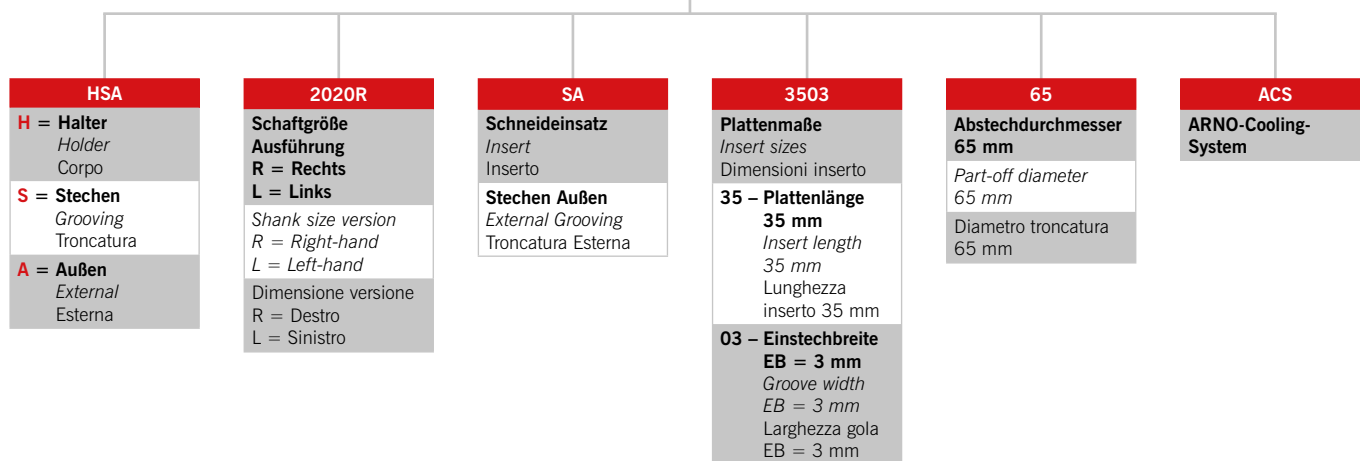 HSA
H = Halter
Holder
Corpo
S = Stechen
Grooving
Troncatura
A = Außen
External
Esterna
2020R
Schaftgröße
Ausführung
R = Rechts
L = Links
Shank size version
R = Right-hand
L = Left-hand
Dimensione versione
R = Destro
L = Sinistro
SA
Schneideinsatz
Insert
Inserto
Stechen Außen
External Grooving
Troncatura Esterna
3503
Plattenmaße
Insert sizes
Dimensioni inserto
35 – Plattenlänge
35 mm
Insert length
35 mm
Lunghezza
inserto 35 mm
03 – Einstechbreite
EB = 3 mm
Groove width
EB = 3 mm
Larghezza gola
EB = 3 mm
65
Abstechdurchmesser
65 mm
Part-off diameter
65 mm
Diametro troncatura
65 mm
ACS
ARNO-Cooling-
System